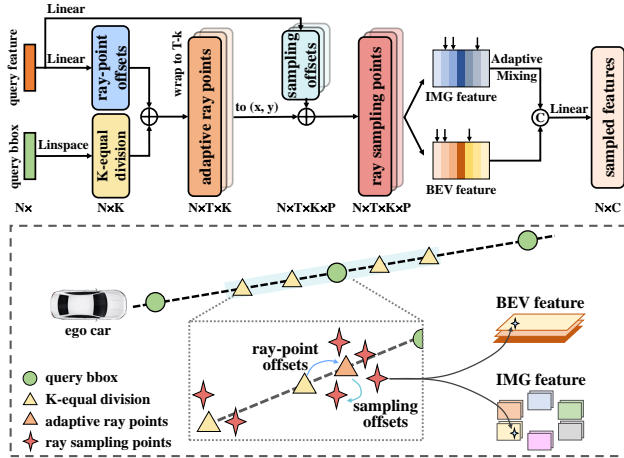 query feature
Linear
Linear
ray-point
offsets
wrap to T-k
adaptive ray points
sampling
offsets
to (x, y)
ray sampling points
IMG feature
Adaptive
Mixing
C
Linear
sampled features
query bbox
Linspace
K-equal
division
BEV feature
N×
N×K
N×T×K
N×T×K×P
N×T×K×P
N×C
ego car
ray-point
offsets
sampling
offsets
BEV feature
IMG feature
query bbox
K-equal division
adaptive ray points
ray sampling points